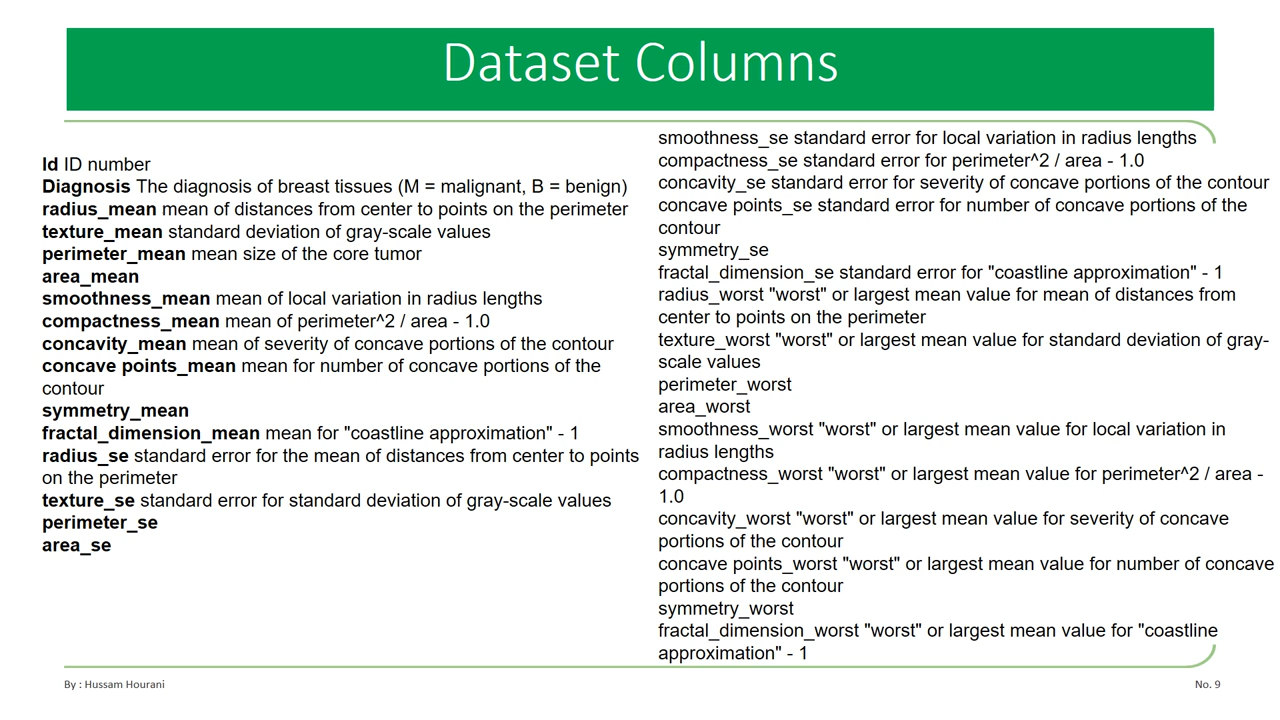 Dataset Columns
Id ID number
Diagnosis The diagnosis of breast tissues (M = malignant, B = benign)
radius_mean mean of distances from center to points on the perimeter
texture_mean standard deviation of gray-scale values
perimeter_mean mean size of the core tumor
area_mean
smoothness_mean mean of local variation in radius lengths
compactness_mean mean of perimeter^2 / area - 1.0
concavity_mean mean of severity of concave portions of the contour
concave points_mean mean for number of concave portions of the
contour
symmetry_mean
fractal_dimension_mean mean for "coastline approximation" - 1
radius_se standard error for the mean of distances from center to points
on the perimeter
texture_se standard error for standard deviation of gray-scale values
perimeter_se
area_se
smoothness_se standard error for local variation in radius lengths
compactness_se standard error for perimeter^2 / area - 1.0
concavity_se standard error for severity of concave portions of the contour
concave points_se standard error for number of concave portions of the
contour
symmetry_se
fractal_dimension_se standard error for "coastline approximation" - 1
radius_worst "worst" or largest mean value for mean of distances from
center to points on the perimeter
texture_worst "worst" or largest mean value for standard deviation of gray-
scale values
perimeter_worst
area_worst
smoothness_worst "worst" or largest mean value for local variation in
radius lengths
compactness_worst "worst" or largest mean value for perimeter^2 / area -
1.0
concavity_worst "worst" or largest mean value for severity of concave
portions of the contour
concave points_worst "worst" or largest mean value for number of concave
portions of the contour
symmetry_worst
fractal_dimension_worst "worst" or largest mean value for "coastline
approximation" - 1
By : Hussam Hourani
No. 9